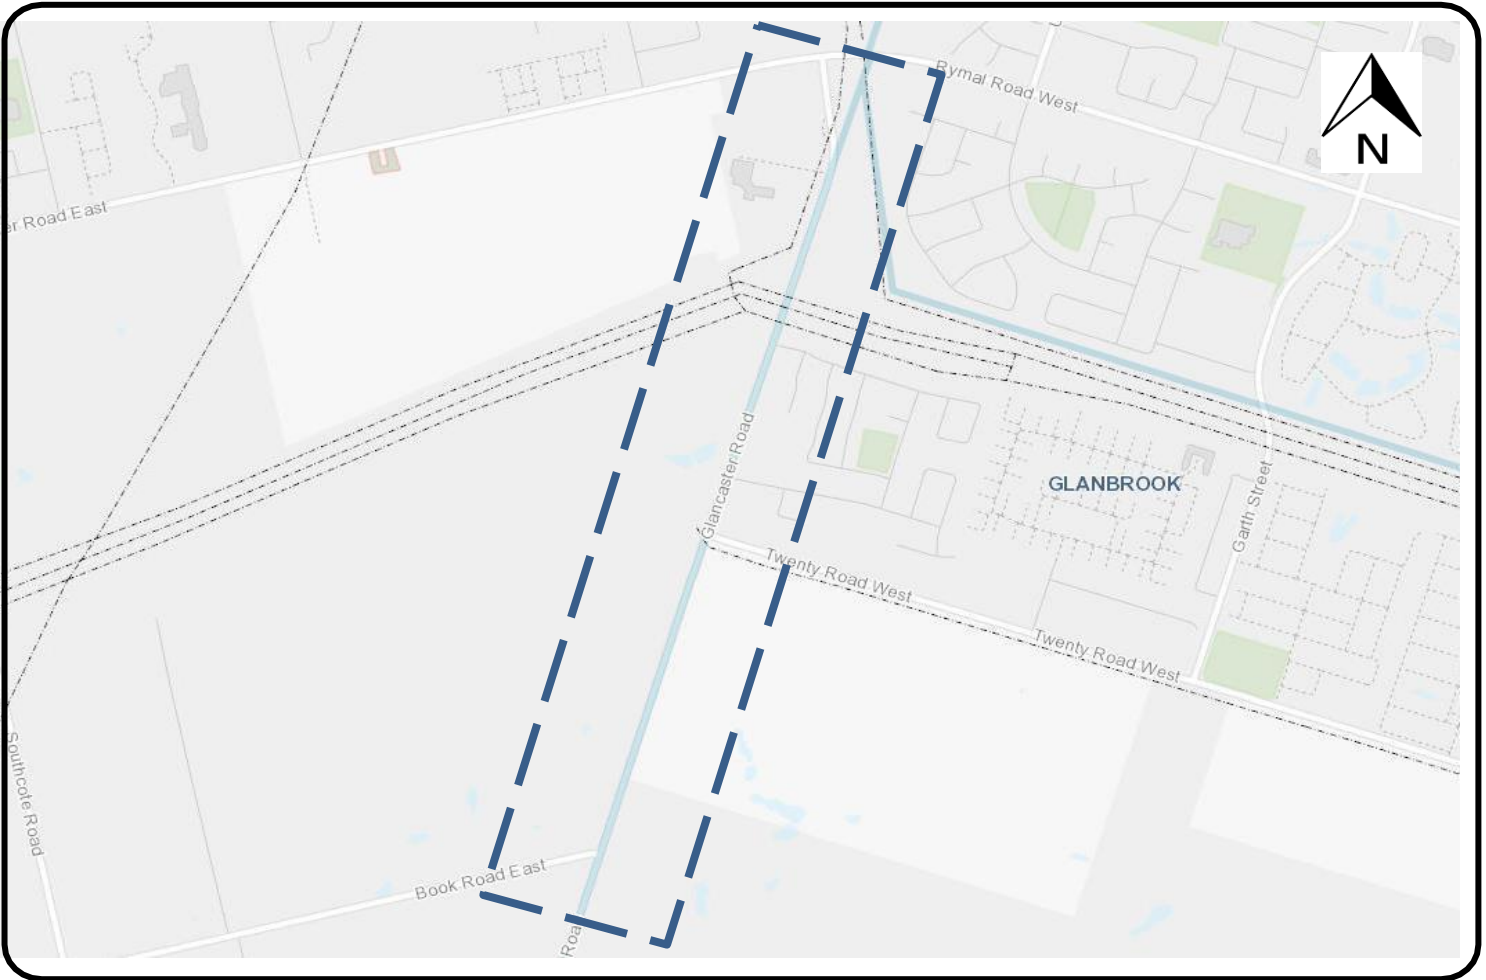 Rymal Road West
N
er Road East
Glancaster Road
GLANBROOK
Garth Street
Twenty Road West
Twenty Road West
Southcote Road
Book Road East
Roa